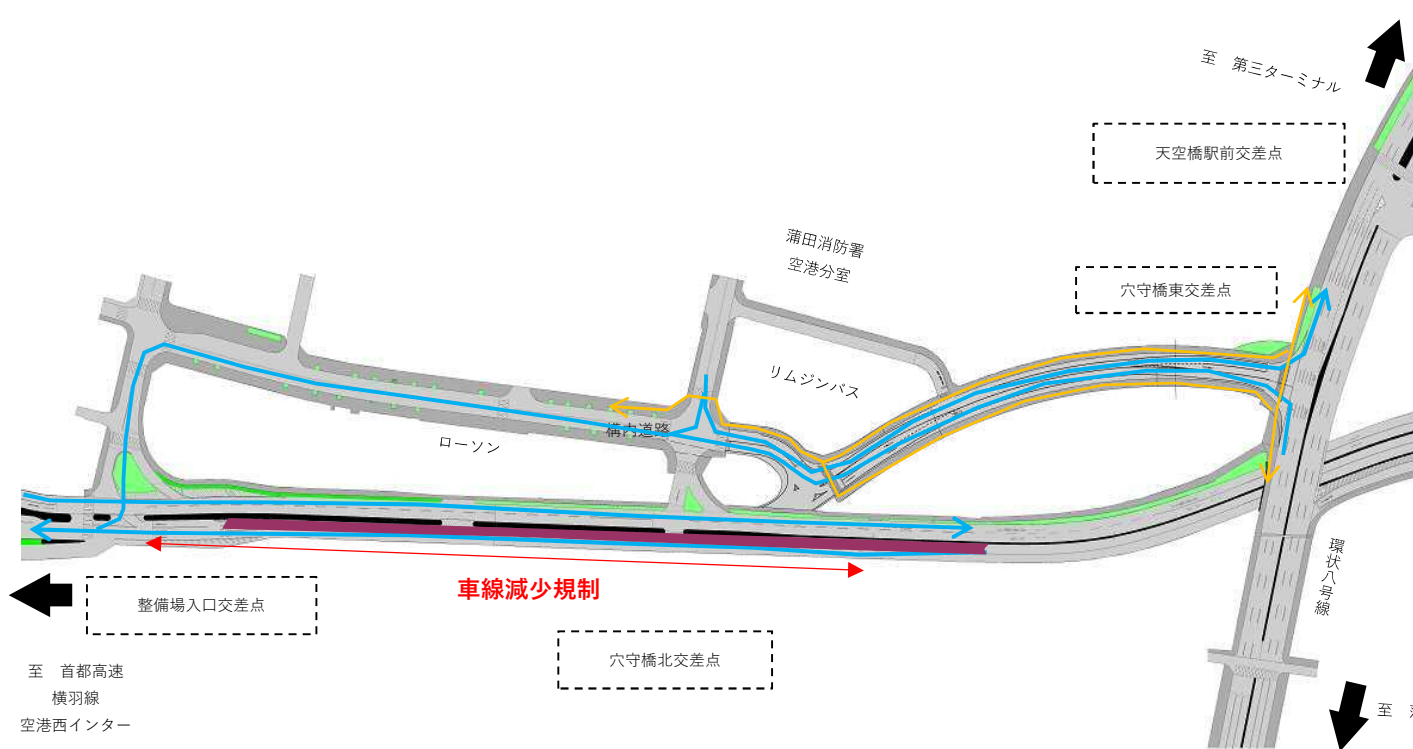 至　第三ターミナル
天空橋駅前交差点
蒲田消防署
空港分室
穴守橋東交差点
リムジンバス
構内道路
ローソン
環状八号線
車線減少規制
整備場入口交差点
穴守橋北交差点
至　首都高速
横羽線
空港西インター
至